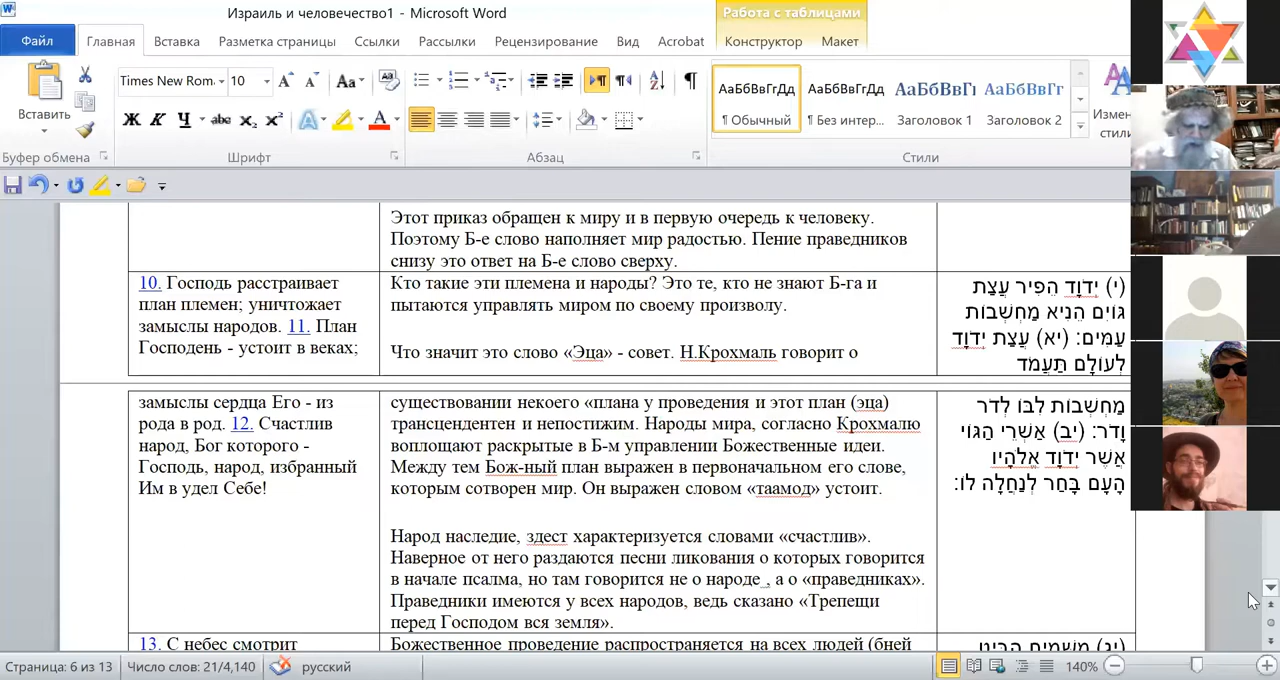 Израиль и человечество1 - Microsoft Word
Работа с таблицами
Файл
Главная
Вставка
Разметка страницы
Ссылки
Рассылки
Рецензирование
Вид
Acrobat
Конструктор
Макет
Вставить
Times New Rom
10
АаБбВвГгДд
АаБбВвГгДд
АаБбВвГг
АаБбВвГгг
¶ Обычный
¶ Без интер...
Заголовок 1
Заголовок 2
Измен
стили
Буфер обмена
Шрифт
Абзац
Стили
Этот приказ обращен к миру и в первую очередь к человеку.
Поэтому Б-е слово наполняет мир радостью. Пение праведников
снизу это ответ на Б-е слово сверху.
10. Господь расстраивает
план племен; уничтожает
замыслы народов. 11. План
Господень - устоит в веках;
Кто такие эти племена и народы? Это те, кто не знают Б-га и
пытаются управлять миром по своему произволу.
Что значит это слово «Эца» - совет. Н.Крохмаль говорит о
(י) יְדֹוָד הֵפִיר עֲצַת
גּוֹיִם הֵנִיא מַחְשְׁבוֹת
עַמִּים: (יא) עֲצַת יְדֹוָד
לְעוֹלָם תַּעֲמֹד
замыслы сердца Его - из
рода в род. 12. Счастлив
народ, Бог которого -
Господь, народ, избранный
Им в удел Себе!
существовании некоего «плана у проведения и этот план (эца)
трансцендентен и непостижим. Народы мира, согласно Крохмалю
воплощают раскрытые в Б-м управлении Божественные идеи.
Между тем Бож-ный план выражен в первоначальном его слове,
которым сотворен мир. Он выражен словом «таамод» устоит.
Народ наследие, здест характеризуется словами «счастлив».
Наверное от него раздаются песни ликования о которых говорится
в начале псалма, но там говорится не о народе , а о «праведниках».
Праведники имеются у всех народов, ведь сказано «Трепещи
перед Господом вся земля».
מַחְשְׁבוֹת לִבּוֹ לְדֹר
וָדֹר: (יב) אַשְׁרֵי הַגּוֹי
אֲשֶׁר יְדֹוָד אֱלֹהָיו
הָעָם בָּחַר לְנַחֲלָה לוֹ:
13. С небес смотрит
Божественное проведение распространяется на всех людей (бней
(יג) מִשָּׁמַיִם הִבִּיט
Страница: 6 из 13
Число слов: 21/4,140
русский
140%